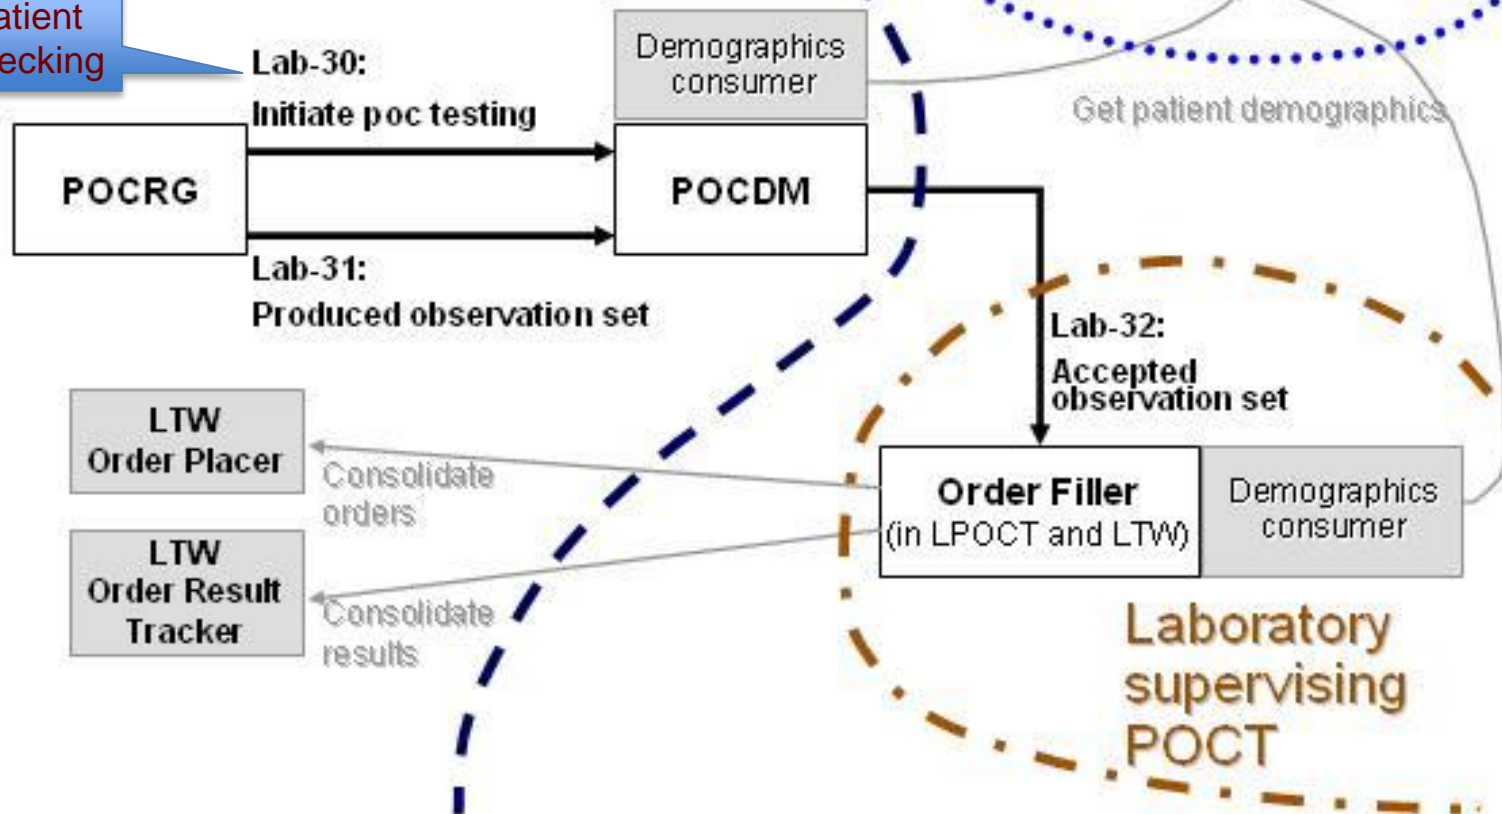 atient
ecking
Lab-30:
Initiate poc testing
Demographics
consumer
Get patient demographics
POCRG
POCDM
Lab-31:
Produced observation set
Lab-32:
Accepted
observation set
LTW
Order Placer
Consolidate
orders
Order Filler
(in LPOCT and LTW)
Demographics
consumer
LTW
Order Result
Tracker
Consolidate
results
Laboratory
supervising
POCT